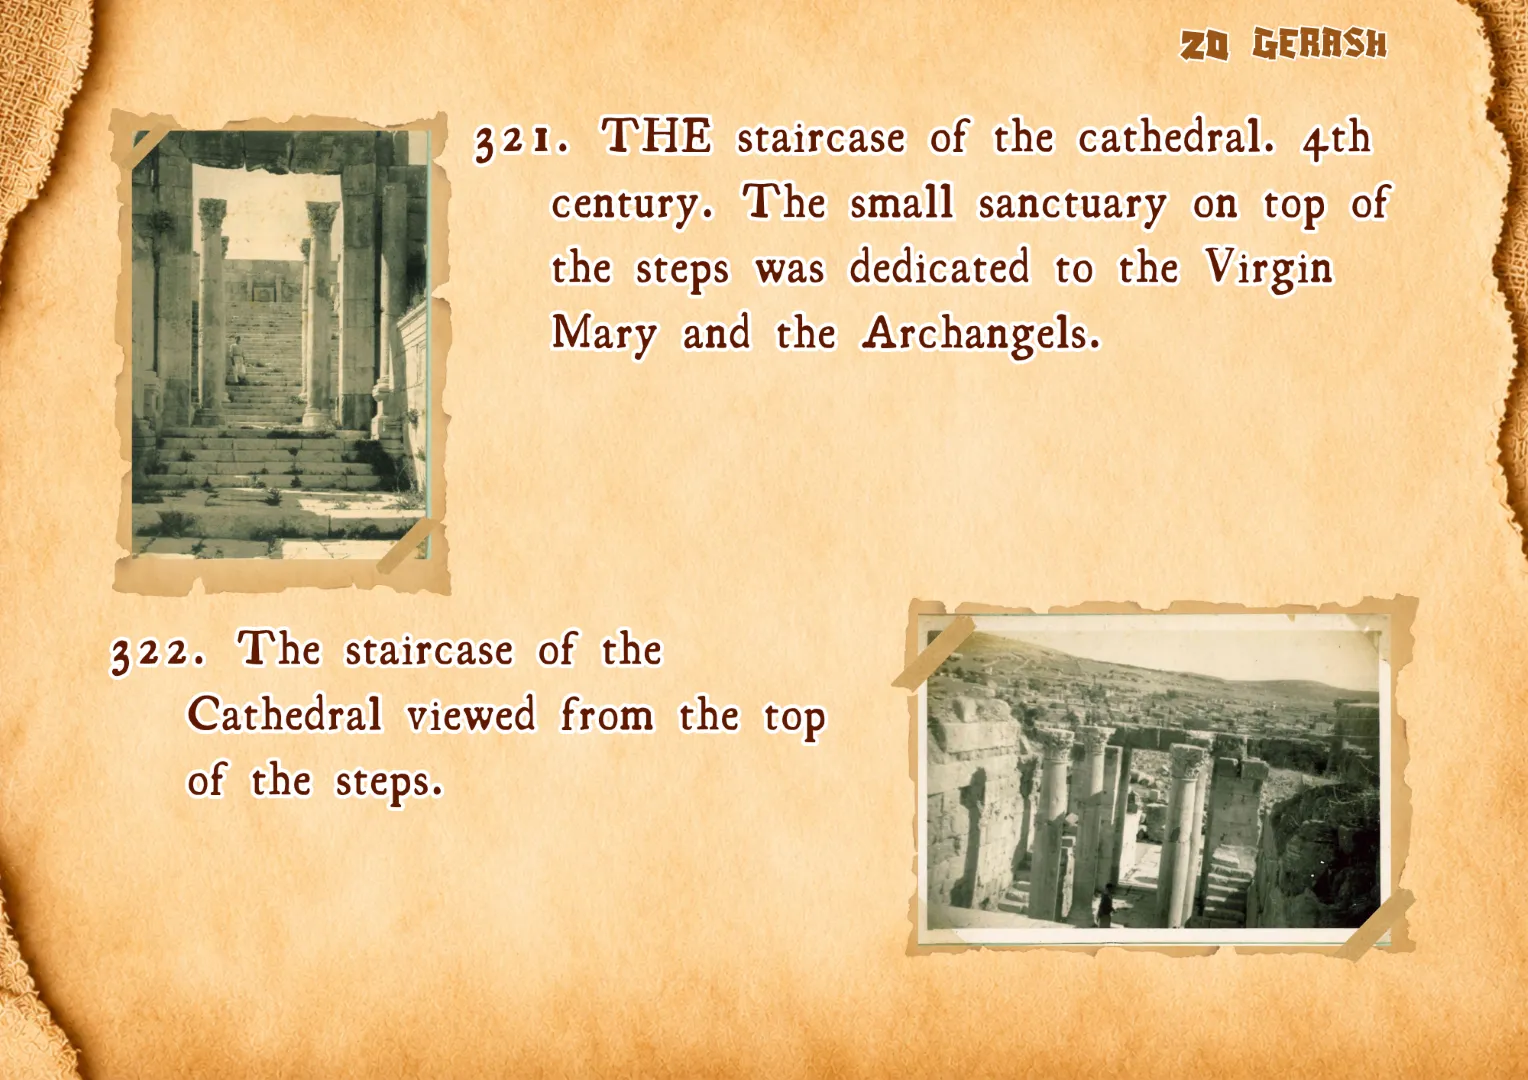 ZQ GERASH
321. THE staircase of the cathedral. 4th
century. The small sanctuary on top of
the steps was dedicated to the Virgin
Mary and the Archangels.
322. The staircase of the
Cathedral viewed from the top
of the steps.